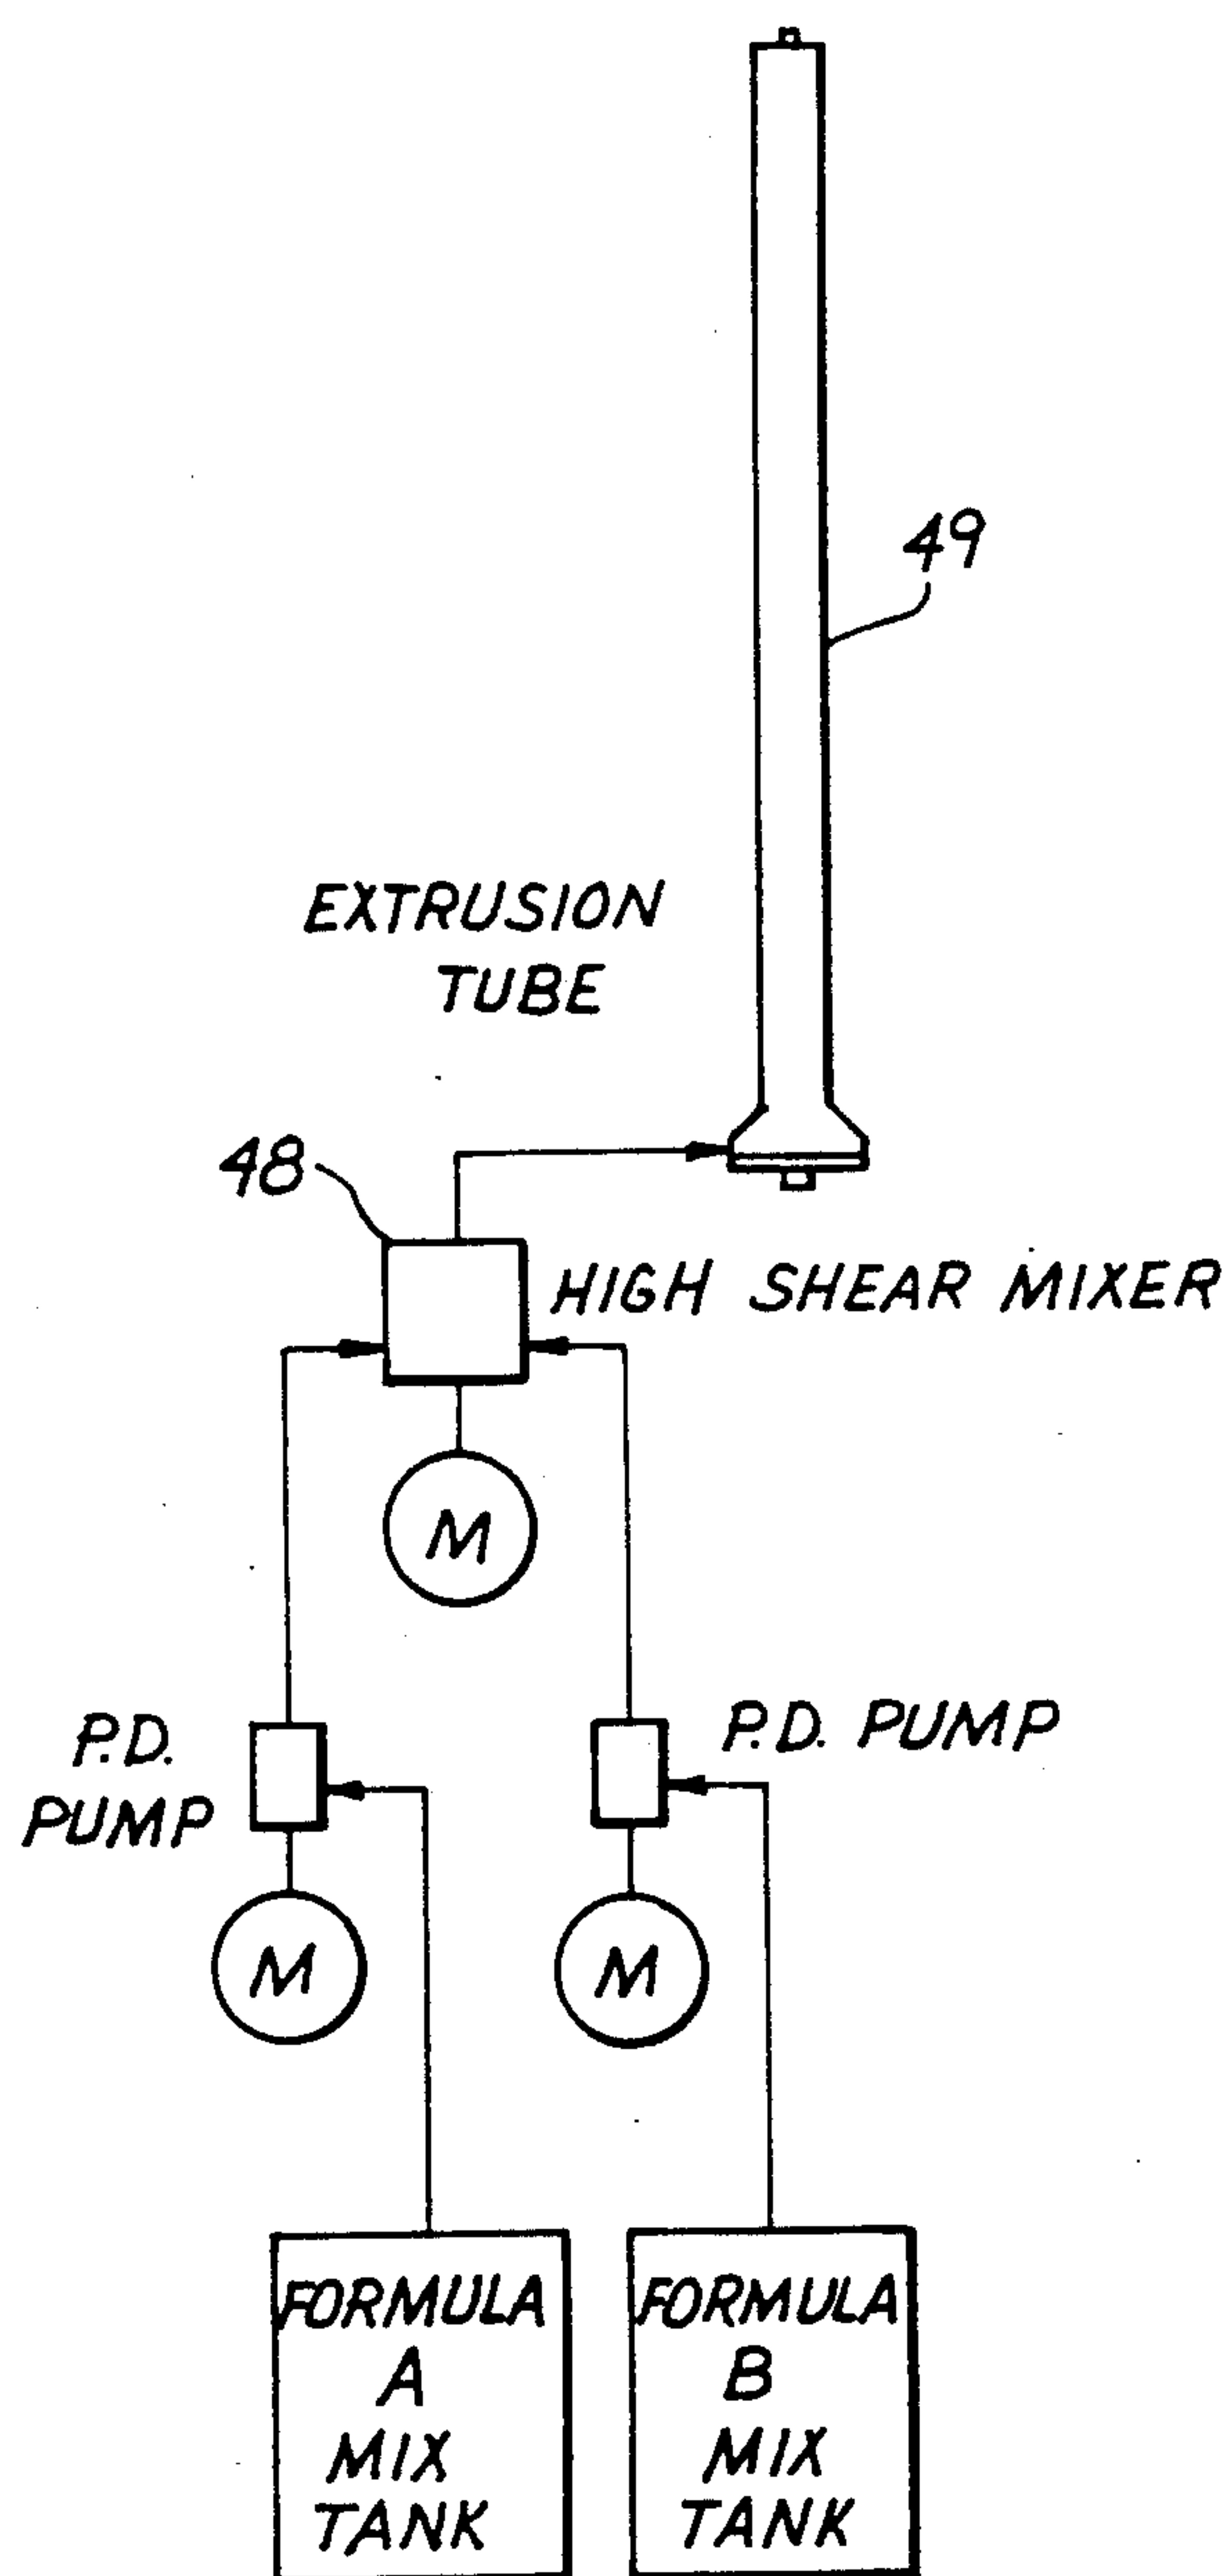 49
EXTRUSION
TUBE
48
HIGH SHEAR MIXER
M
P.D.
PUMP
P.D. PUMP
M
M
FORMULA
A
MIX
TANK
FORMULA
B
MIX
TANK